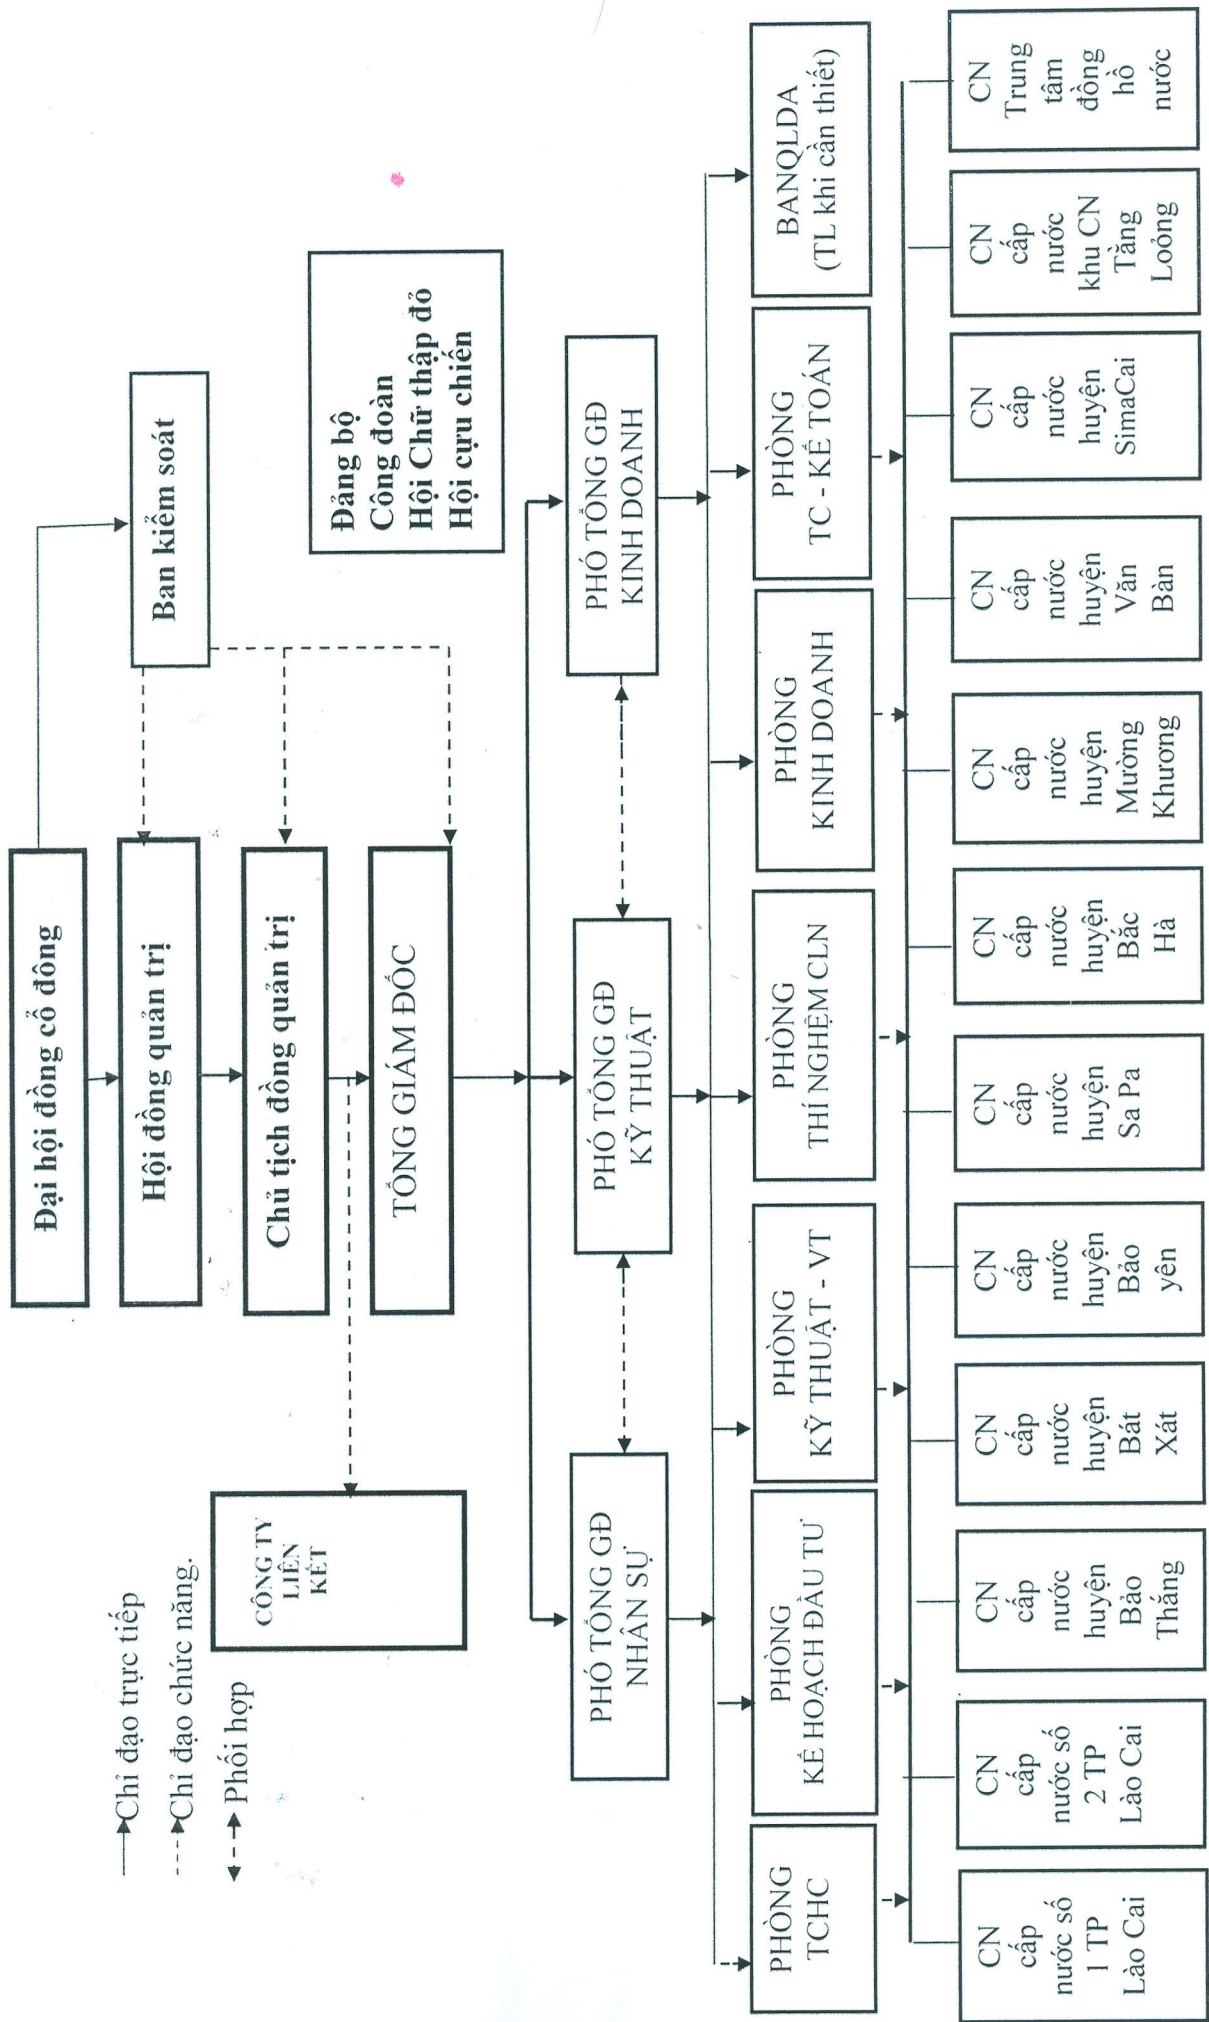 Đại hội đồng cổ đông
Hội đồng quản trị
Ban kiểm soát
Chủ tịch đồng quản trị
TỔNG GIÁM ĐỐC
Chỉ đạo trực tiếp
Chỉ đạo chức năng.
Phối hợp
CÔNG TY
LIÊN
KẾT
Đảng bộ
Công đoàn
Hội Chữ thập đỏ
Hội cựu chiến
PHÓ TỔNG GĐ
NHÂN SỰ
PHÓ TỔNG GĐ
KỸ THUẬT
PHÓ TỔNG GĐ
KINH DOANH
PHÒNG
TCHC
PHÒNG
KẾ HOẠCH ĐẦU TƯ
PHÒNG
KỸ THUẬT - VT
PHÒNG
THÍ NGHỆM CLN
PHÒNG
KINH DOANH
PHÒNG
TC - KẾ TOÁN
BANQLDA
(TL khi cần thiết)
CN
cấp
nước số
1 TP
Lào Cai
CN
cấp
nước số
2 TP
Lào Cai
CN
cấp
nước
huyện
Bảo
Thắng
CN
cấp
nước
huyện
Bát
Xát
CN
cấp
nước
huyện
Bảo
yên
CN
cấp
nước
huyện
Sa Pa
CN
cấp
nước
huyện
Bắc
Hà
CN
cấp
nước
huyện
Mường
Khương
CN
cấp
nước
huyện
Văn
Bàn
CN
cấp
nước
huyện
SimaCai
CN
cấp
nước
khu CN
Tằng
Loỏng
CN
Trung
tâm
đồng
hồ
nước